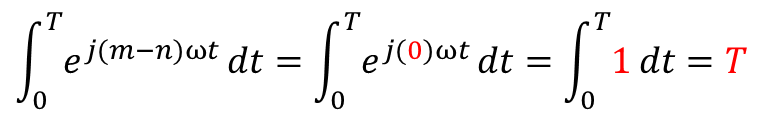 ∫₀ᵀ e^{j(m−n)ωt} dt = ∫₀ᵀ e^{j(0)ωt} dt = ∫₀ᵀ 1 dt = T